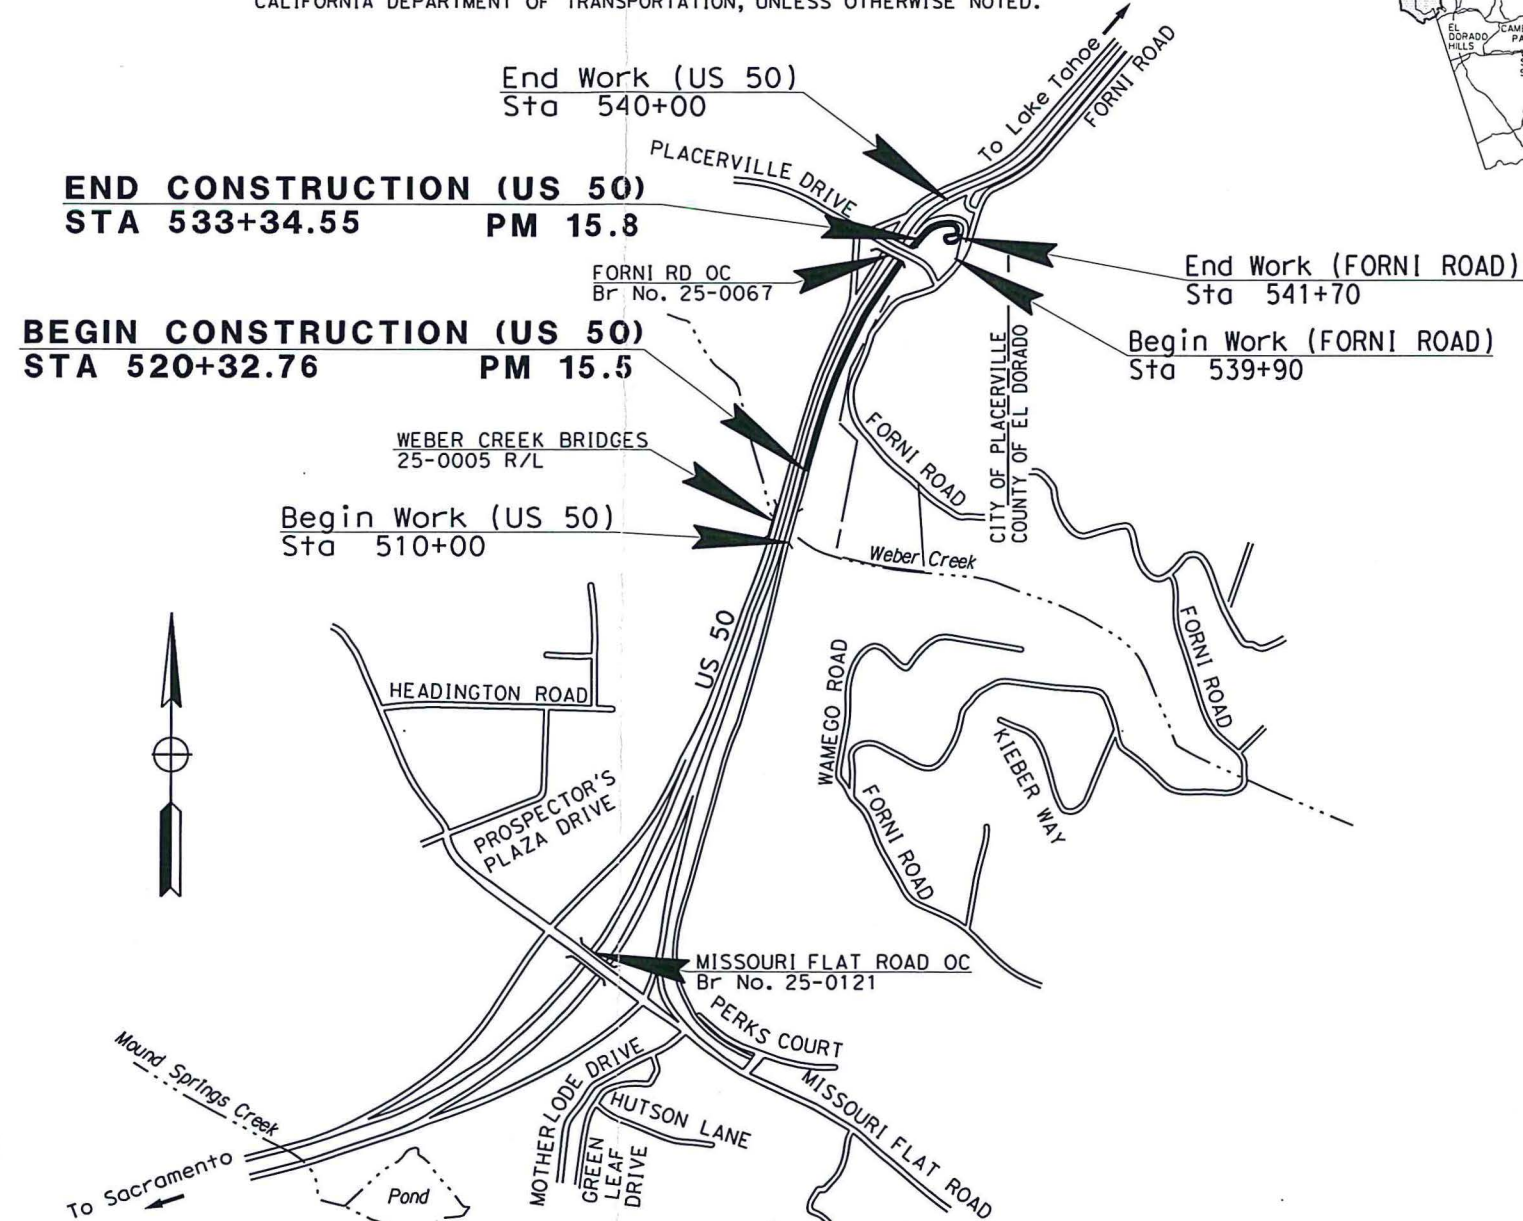 CALIFORNIA DEPARTMENT OF TRANSPORTATION, UNLESS OTHERWISE NOTED.
EL
DORADO
HILLS
End Work (US 50)
Sta 540+00
To Lake Tahoe
FORNI ROAD
PLACERVILLE DRIVE
END CONSTRUCTION (US 50)
STA 533+34.55 PM 15.8
FORNI RD OC
Br No. 25-0067
End Work (FORNI ROAD)
Sta 541+70
BEGIN CONSTRUCTION (US 50)
STA 520+32.76 PM 15.5
Begin Work (FORNI ROAD)
Sta 539+90
CITY OF PLACERVILLE
COUNTY OF EL DORADO
FORNI ROAD
WEBER CREEK BRIDGES
25-0005 R/L
Begin Work (US 50)
Sta 510+00
Weber Creek
US 50
FORNI ROAD
HEADINGTON ROAD
WAMEGO ROAD
KIEBER WAY
FORNI ROAD
PROSPECTOR'S
PLAZA DRIVE
MISSOURI FLAT ROAD OC
Br No. 25-0121
PERKS COURT
Mound Springs Creek
MOTHERLODE DRIVE
HUTSON LANE
GREEN
LEAF
DRIVE
MISSOURI FLAT ROAD
To Sacramento
Pond